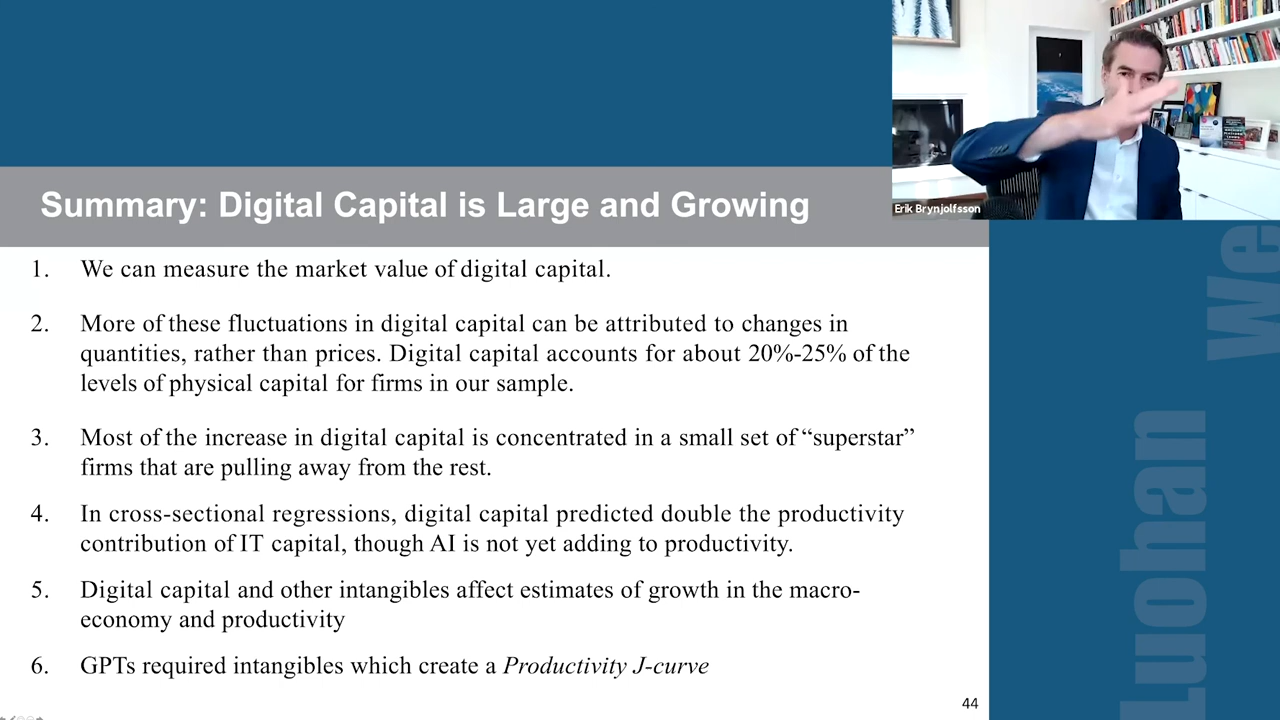 Erik Brynjolfsson
Summary: Digital Capital is Large and Growing
1. We can measure the market value of digital capital.
2. More of these fluctuations in digital capital can be attributed to changes in
quantities, rather than prices. Digital capital accounts for about 20%-25% of the
levels of physical capital for firms in our sample.
3. Most of the increase in digital capital is concentrated in a small set of “superstar”
firms that are pulling away from the rest.
4. In cross-sectional regressions, digital capital predicted double the productivity
contribution of IT capital, though AI is not yet adding to productivity.
5. Digital capital and other intangibles affect estimates of growth in the macro-
economy and productivity
6. GPTs required intangibles which create a Productivity J-curve
44
Luohan
We